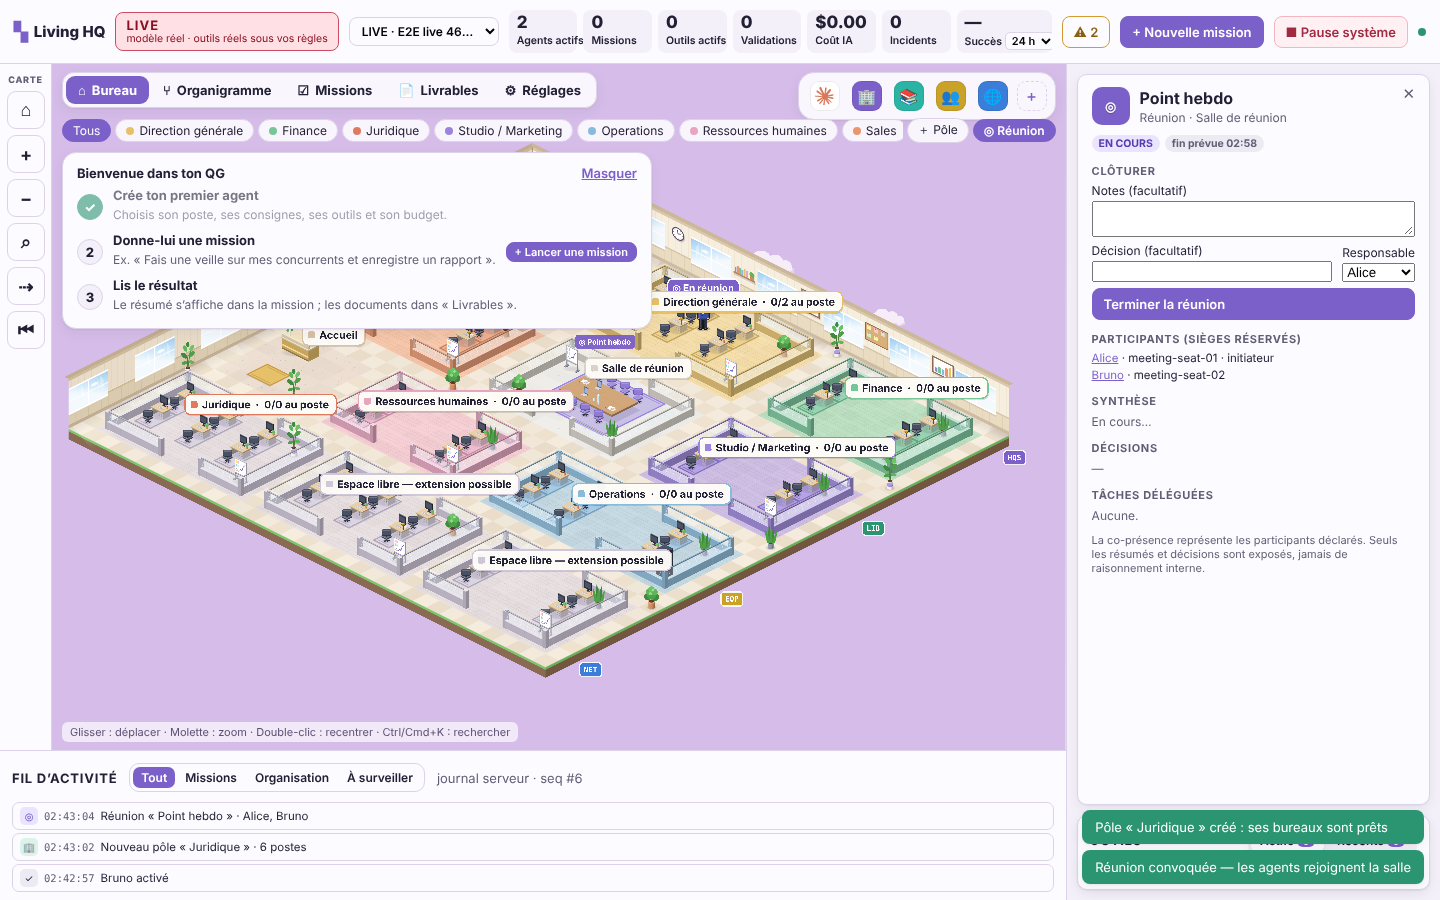 Living HQ
LIVE
modèle réel · outils réels sous vos règles
LIVE · E2E live 46...
2
Agents actifs
0
Missions
0
Outils actifs
0
Validations
$0.00
Coût IA
0
Incidents
—
Succès 24 h
⚠ 2
+ Nouvelle mission
Pause système
CARTE
Bureau
Organigramme
Missions
Livrables
Réglages
Tous
Direction générale
Finance
Juridique
Studio / Marketing
Operations
Ressources humaines
Sales
+ Pôle
◎ Réunion
Bienvenue dans ton QG
Masquer
Crée ton premier agent
Choisis son poste, ses consignes, ses outils et son budget.
2
Donne-lui une mission
Ex. « Fais une veille sur mes concurrents et enregistre un rapport ».
+ Lancer une mission
3
Lis le résultat
Le résumé s'affiche dans la mission ; les documents dans « Livrables ».
◎ En réunion
Direction générale · 0/2 au poste
Accueil
◎ Point hebdo
Salle de réunion
Finance · 0/0 au poste
Juridique · 0/0 au poste
Ressources humaines · 0/0 au poste
Studio / Marketing · 0/0 au poste
HQS
Espace libre — extension possible
Operations · 0/0 au poste
LIB
Espace libre — extension possible
EQP
NET
Glisser : déplacer · Molette : zoom · Double-clic : recentrer · Ctrl/Cmd+K : rechercher
Point hebdo
Réunion · Salle de réunion
EN COURS
fin prévue 02:58
CLÔTURER
Notes (facultatif)
Décision (facultatif)
Responsable
Alice
Terminer la réunion
PARTICIPANTS (SIÈGES RÉSERVÉS)
Alice · meeting-seat-01 · initiateur
Bruno · meeting-seat-02
SYNTHÈSE
En cours…
DÉCISIONS
—
TÂCHES DÉLÉGUÉES
Aucune.
La co-présence représente les participants déclarés. Seuls
les résumés et décisions sont exposés, jamais de
raisonnement interne.
FIL D'ACTIVITÉ
Tout
Missions
Organisation
À surveiller
journal serveur · seq #6
02:43:04 Réunion « Point hebdo » · Alice, Bruno
02:43:02 Nouveau pôle « Juridique » · 6 postes
02:42:57 Bruno activé
Pôle « Juridique » créé : ses bureaux sont prêts
Réunion convoquée — les agents rejoignent la salle